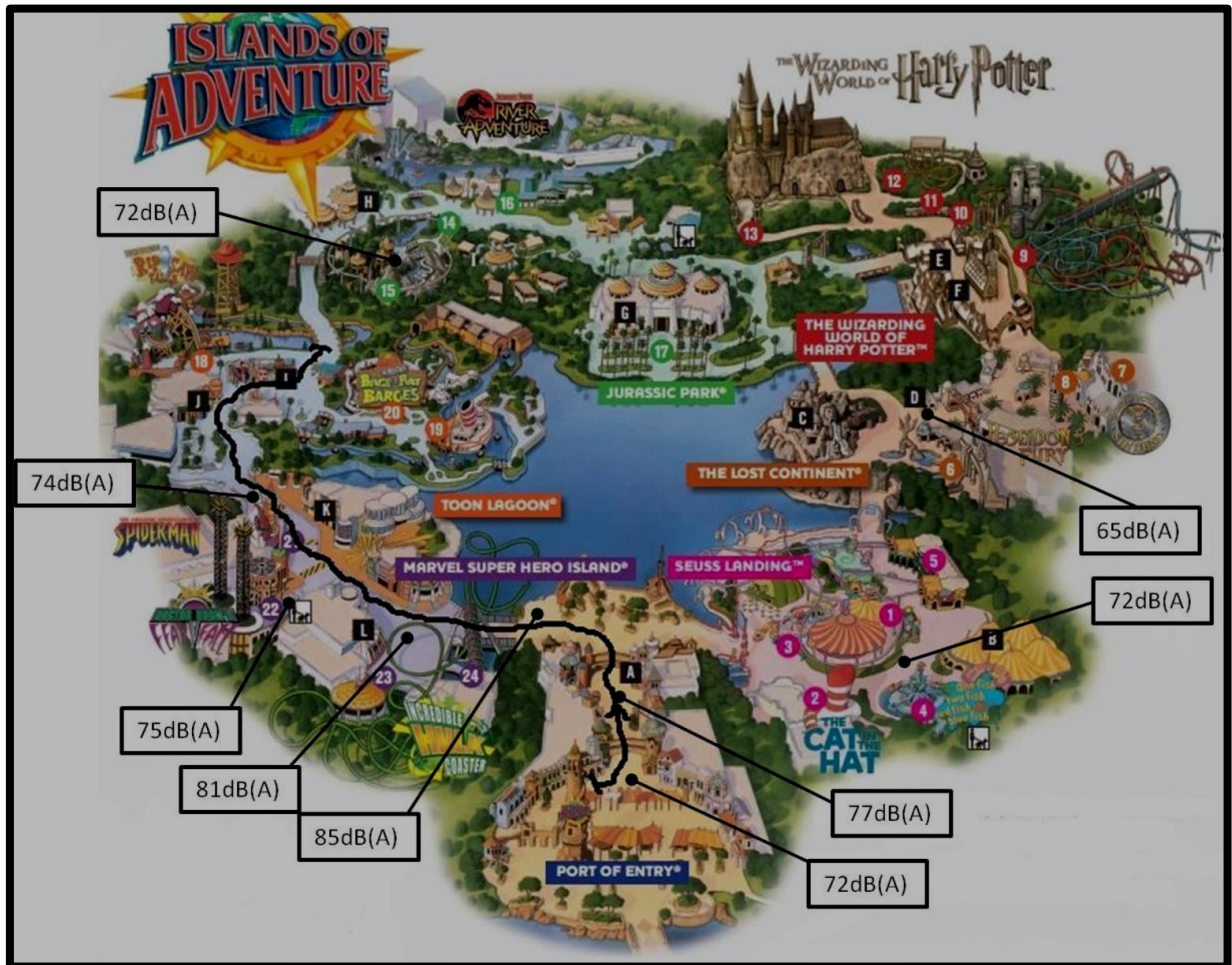 ISLANDS OF
ADVENTURE
JURASSIC PARK
RIVER
ADVENTURE
THE WIZARDING
WORLD OF Harry Potter™
72dB(A)
H
16
14
15
12
11
10
13
9
E
F
G
17
THE WIZARDING
WORLD OF
HARRY POTTER™
JURASSIC PARK®
18
I
J
BILGE-RAT
BARGES
20
19
C
D
8
7
POSEIDON'S
FURY
6
THE LOST CONTINENT®
74dB(A)
65dB(A)
K
TOON LAGOON®
SPIDERMAN
21
MARVEL SUPER HERO ISLAND®
SEUSS LANDING™
5
72dB(A)
22
L
23
24
1
3
B
2
4
A
THE
CAT IN THE
HAT
INCREDIBLE
HULK
COASTER
75dB(A)
81dB(A)
85dB(A)
77dB(A)
72dB(A)
PORT OF ENTRY®